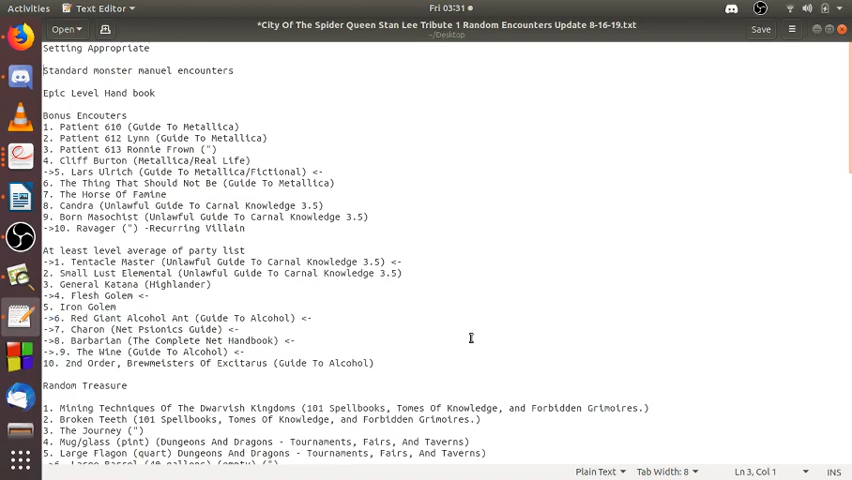 Activities
Text Editor
Fri 03:31
*City Of The Spider Queen Stan Lee Tribute 1 Random Encounters Update 8-16-19.txt
~/Desktop
Open
Save
Setting Appropriate
Standard monster manuel encounters
Epic Level Hand book
Bonus Encouters
1. Patient 610 (Guide To Metallica)
2. Patient 612 Lynn (Guide To Metallica)
3. Patient 613 Ronnie Frown (")
4. Cliff Burton (Metallica/Real Life)
->5. Lars Ulrich (Guide To Metallica/Fictional) <-
6. The Thing That Should Not Be (Guide To Metallica)
7. The Horse Of Famine
8. Candra (Unlawful Guide To Carnal Knowledge 3.5)
9. Born Masochist (Unlawful Guide To Carnal Knowledge 3.5)
->10. Ravager (") -Recurring Villain
At least level average of party list
->1. Tentacle Master (Unlawful Guide To Carnal Knowledge 3.5) <-
2. Small Lust Elemental (Unlawful Guide To Carnal Knowledge 3.5)
3. General Katana (Highlander)
->4. Flesh Golem <-
5. Iron Golem
->6. Red Giant Alcohol Ant (Guide To Alcohol) <-
->7. Charon (Net Psionics Guide) <-
->8. Barbarian (The Complete Net Handbook) <-
->.9. The Wine (Guide To Alcohol) <-
10. 2nd Order, Brewmeisters Of Excitarus (Guide To Alcohol)
Random Treasure
1. Mining Techniques Of The Dwarvish Kingdoms (101 Spellbooks, Tomes Of Knowledge, and Forbidden Grimoires.)
2. Broken Teeth (101 Spellbooks, Tomes Of Knowledge, and Forbidden Grimoires.)
3. The Journey (")
4. Mug/glass (pint) (Dungeons And Dragons - Tournaments, Fairs, And Taverns)
5. Large Flagon (quart) Dungeons And Dragons - Tournaments, Fairs, And Taverns)
->6. Large Barrel (40 gallons) (empty) (")
Plain Text
Tab Width: 8
Ln 3, Col 1
INS